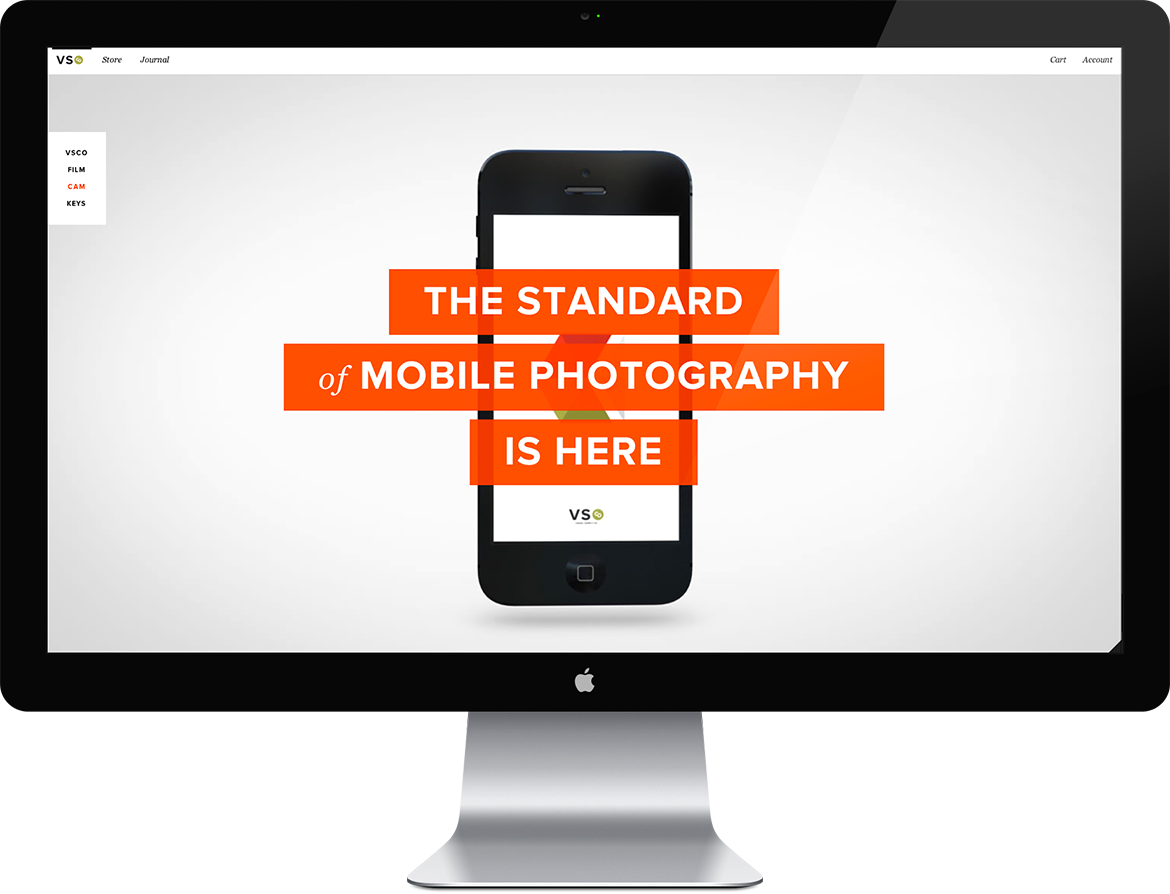 VSCO
Store
Journal
Cart
Account
VSCO
FILM
CAM
KEYS
THE STANDARD
of MOBILE PHOTOGRAPHY
IS HERE
VSCO